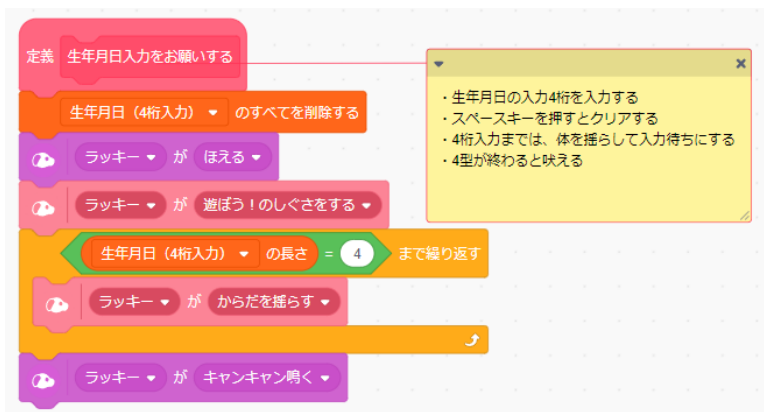 定義 生年月日入力をお願いする
生年月日（4桁入力） のすべてを削除する
ラッキー が ほえる
ラッキー が 遊ぼう！のしぐさをする
生年月日（4桁入力） の長さ = 4 まで繰り返す
ラッキー が からだを揺らす
ラッキー が キャンキャン鳴く
・生年月日の入力4桁を入力する
・スペースキーを押すとクリアする
・4桁入力までは、体を揺らして入力待ちにする
・4型が終わると吠える